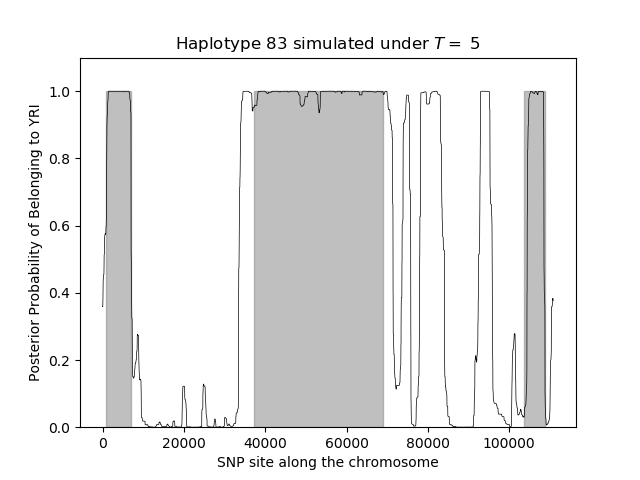 Haplotype 83 simulated under T = 5
Posterior Probability of Belonging to YRI
1.0
0.8
0.6
0.4
0.2
0.0
0 20000 40000 60000 80000 100000
SNP site along the chromosome